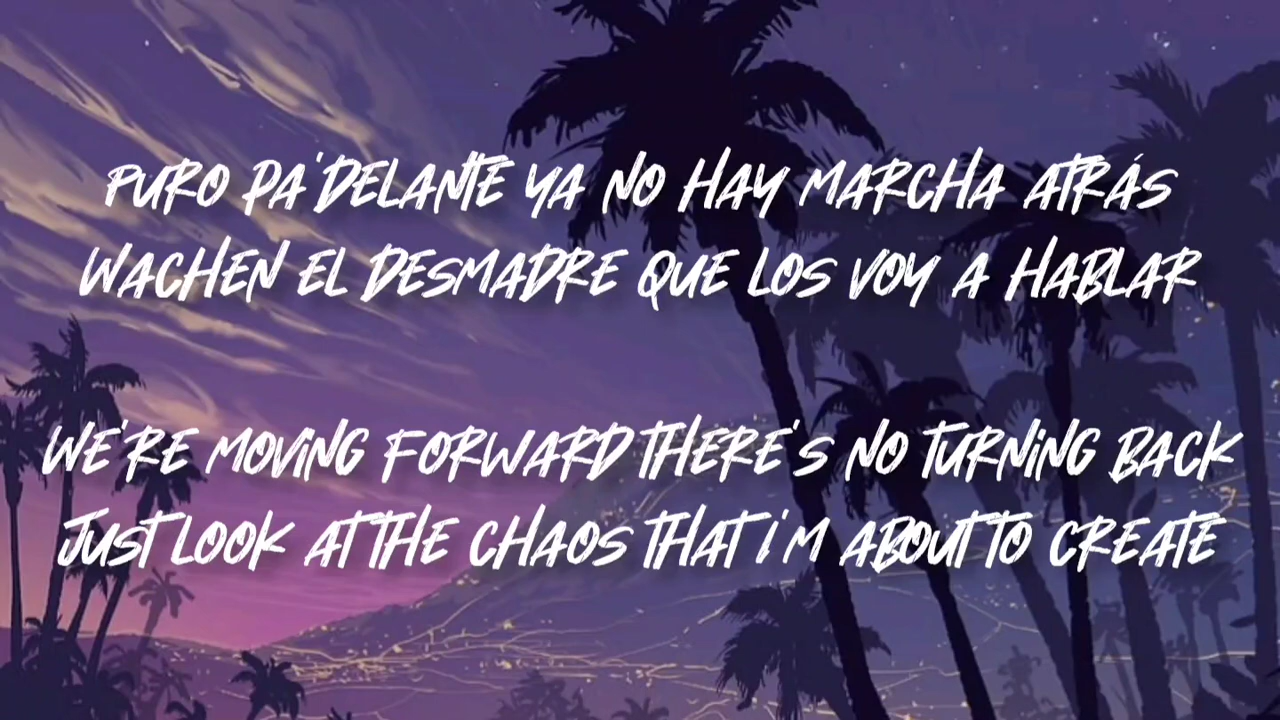 PURO PA'DELANTE YA NO HAY MARCHA ATRÁS
WACHEN EL DESMADRE QUE LOS VOY A HABLAR
WE'RE MOVING FORWARD THERE'S NO TURNING BACK
JUST LOOK AT THE CHAOS THAT I'M ABOUT TO CREATE